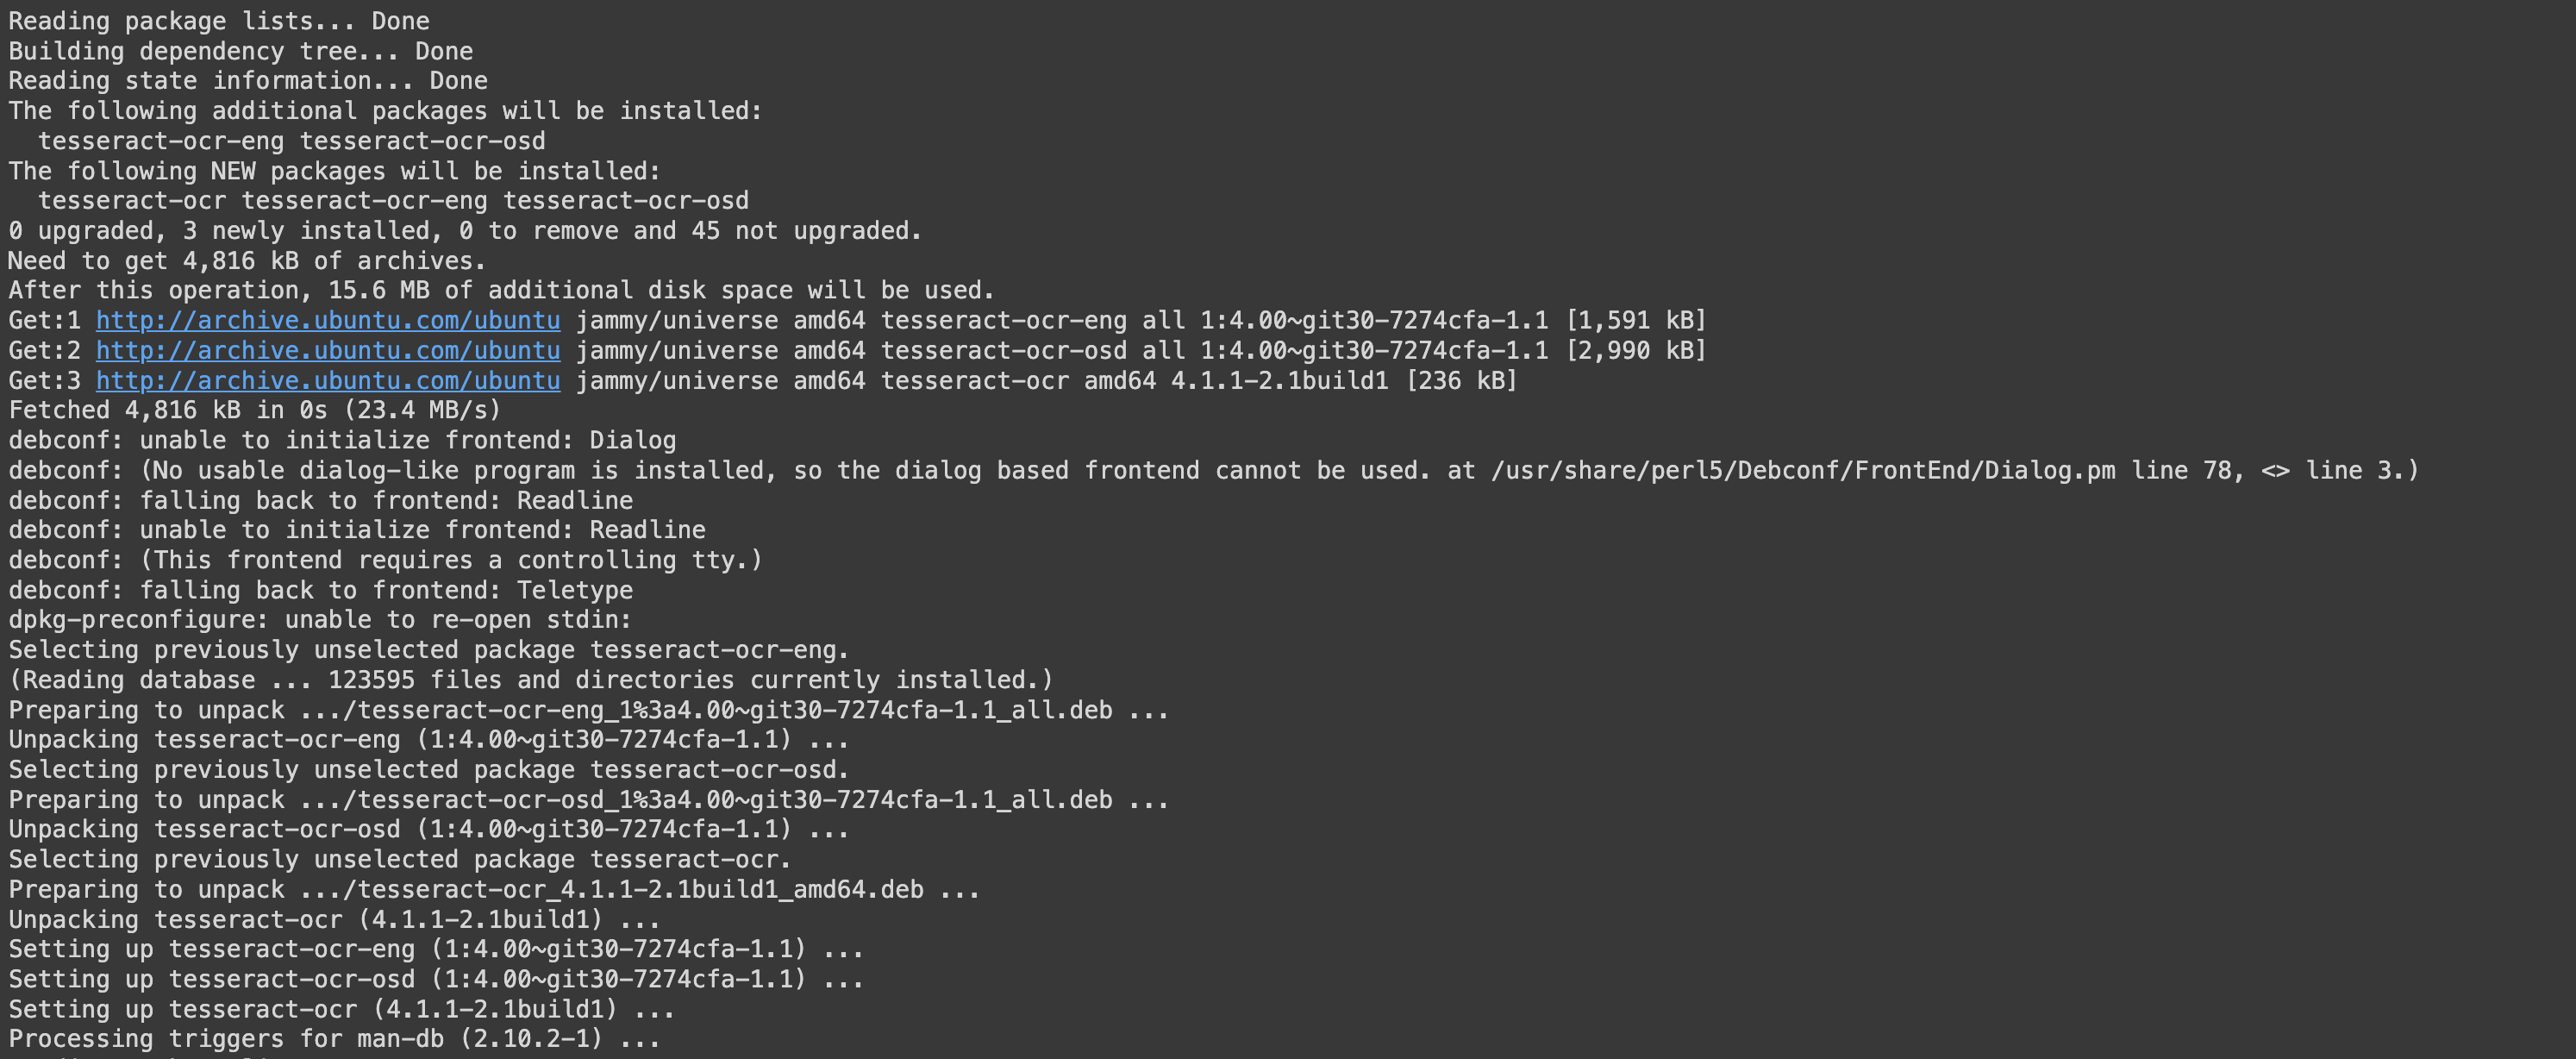 Reading package lists... Done
Building dependency tree... Done
Reading state information... Done
The following additional packages will be installed:
  tesseract-ocr-eng tesseract-ocr-osd
The following NEW packages will be installed:
  tesseract-ocr tesseract-ocr-eng tesseract-ocr-osd
0 upgraded, 3 newly installed, 0 to remove and 45 not upgraded.
Need to get 4,816 kB of archives.
After this operation, 15.6 MB of additional disk space will be used.
Get:1 http://archive.ubuntu.com/ubuntu jammy/universe amd64 tesseract-ocr-eng all 1:4.00~git30-7274cfa-1.1 [1,591 kB]
Get:2 http://archive.ubuntu.com/ubuntu jammy/universe amd64 tesseract-ocr-osd all 1:4.00~git30-7274cfa-1.1 [2,990 kB]
Get:3 http://archive.ubuntu.com/ubuntu jammy/universe amd64 tesseract-ocr amd64 4.1.1-2.1build1 [236 kB]
Fetched 4,816 kB in 0s (23.4 MB/s)
debconf: unable to initialize frontend: Dialog
debconf: (No usable dialog-like program is installed, so the dialog based frontend cannot be used. at /usr/share/perl5/Debconf/FrontEnd/Dialog.pm line 78, <> line 3.)
debconf: falling back to frontend: Readline
debconf: unable to initialize frontend: Readline
debconf: (This frontend requires a controlling tty.)
debconf: falling back to frontend: Teletype
dpkg-preconfigure: unable to re-open stdin:
Selecting previously unselected package tesseract-ocr-eng.
(Reading database ... 123595 files and directories currently installed.)
Preparing to unpack .../tesseract-ocr-eng_1%3a4.00~git30-7274cfa-1.1_all.deb ...
Unpacking tesseract-ocr-eng (1:4.00~git30-7274cfa-1.1) ...
Selecting previously unselected package tesseract-ocr-osd.
Preparing to unpack .../tesseract-ocr-osd_1%3a4.00~git30-7274cfa-1.1_all.deb ...
Unpacking tesseract-ocr-osd (1:4.00~git30-7274cfa-1.1) ...
Selecting previously unselected package tesseract-ocr.
Preparing to unpack .../tesseract-ocr_4.1.1-2.1build1_amd64.deb ...
Unpacking tesseract-ocr (4.1.1-2.1build1) ...
Setting up tesseract-ocr-eng (1:4.00~git30-7274cfa-1.1) ...
Setting up tesseract-ocr-osd (1:4.00~git30-7274cfa-1.1) ...
Setting up tesseract-ocr (4.1.1-2.1build1) ...
Processing triggers for man-db (2.10.2-1) ...